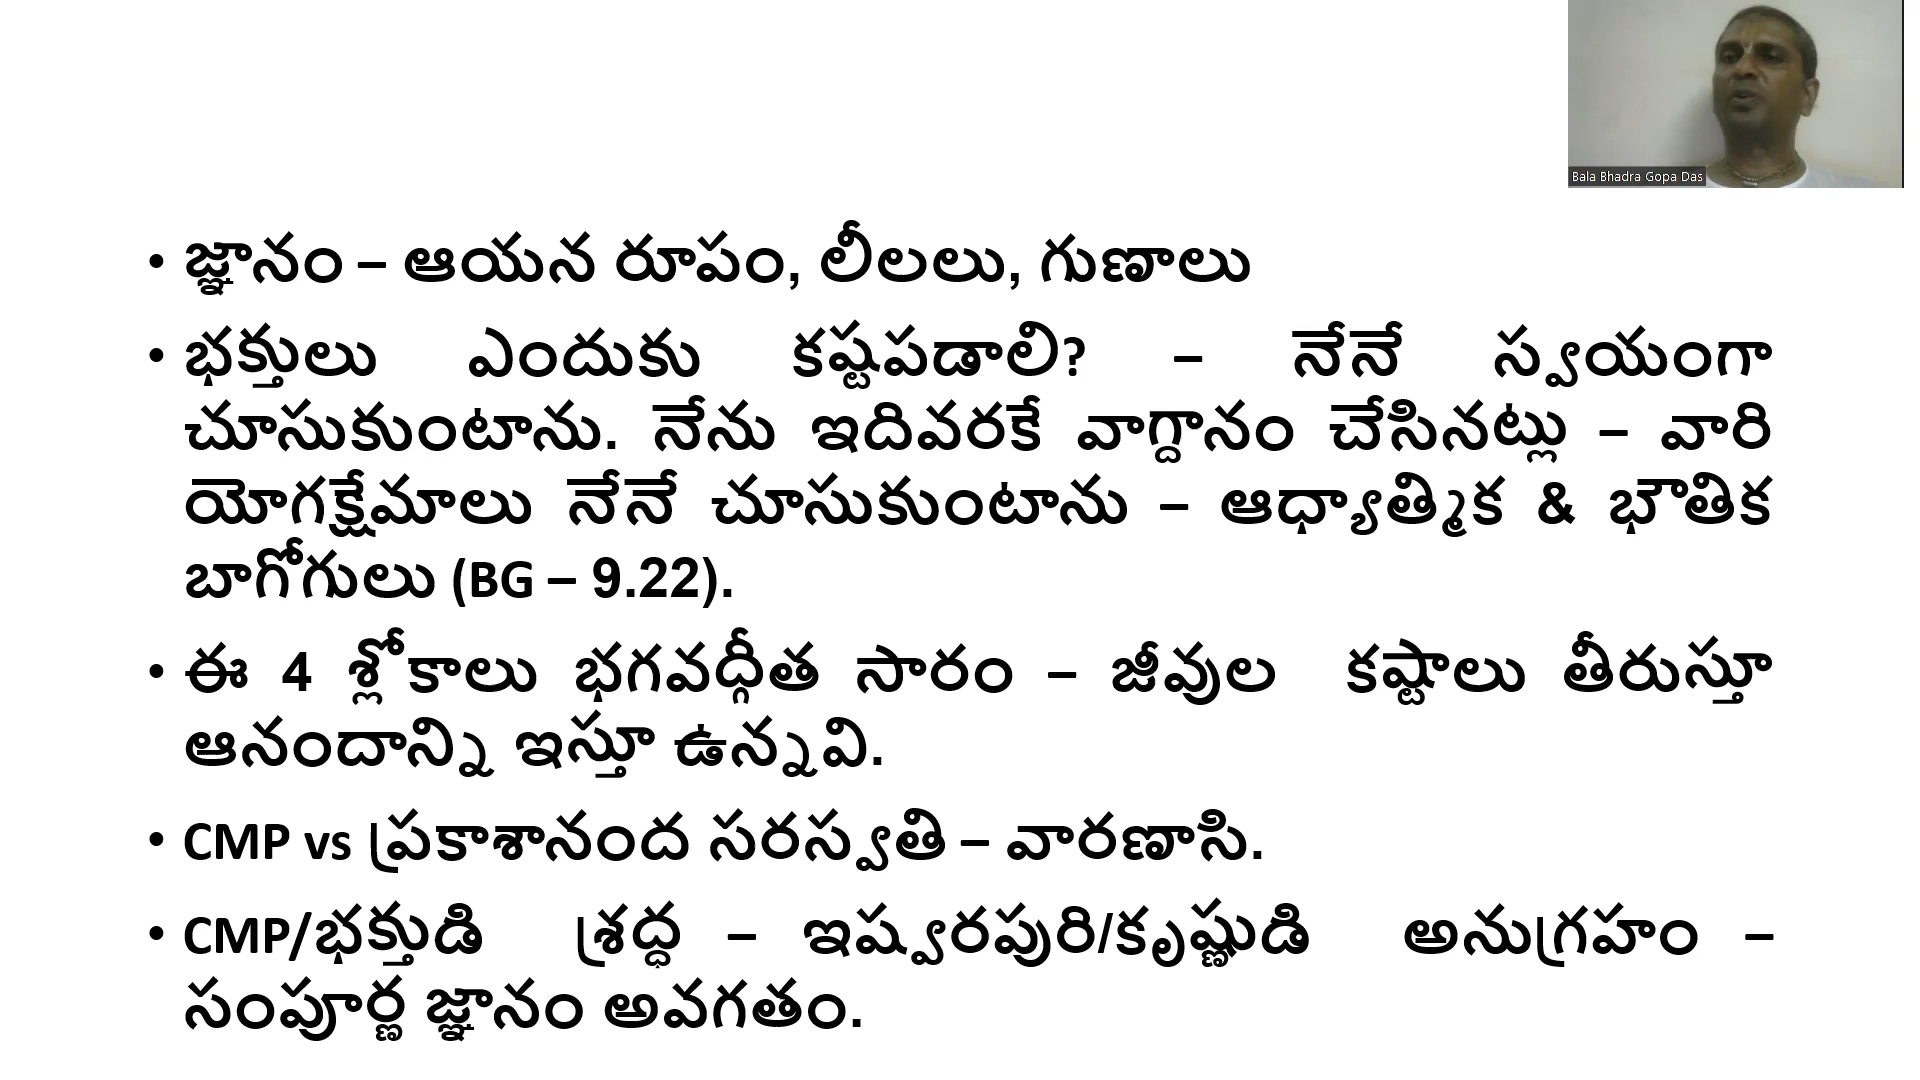 Bala Bhadra Gopa Das
• జ్ఞానం – ఆయన రూపం, లీలలు, గుణాలు
• భక్తులు ఎందుకు కష్టపడాలి? – నేనే స్వయంగా
చూసుకుంటాను. నేను ఇదివరకే వాగ్దానం చేసినట్లు – వారి
యోగక్షేమాలు నేనే చూసుకుంటాను – ఆధ్యాత్మిక & భౌతిక
బాగోగులు (BG – 9.22).
• ఈ 4 శ్లోకాలు భగవద్గీత సారం – జీవుల కష్టాలు తీరుస్తూ
ఆనందాన్ని ఇస్తూ ఉన్నవి.
• CMP vs ప్రకాశానంద సరస్వతి – వారణాసి.
• CMP/భక్తుడి శ్రద్ధ – ఇష్వరపురి/కృష్ణుడి అనుగ్రహం –
సంపూర్ణ జ్ఞానం అవగతం.